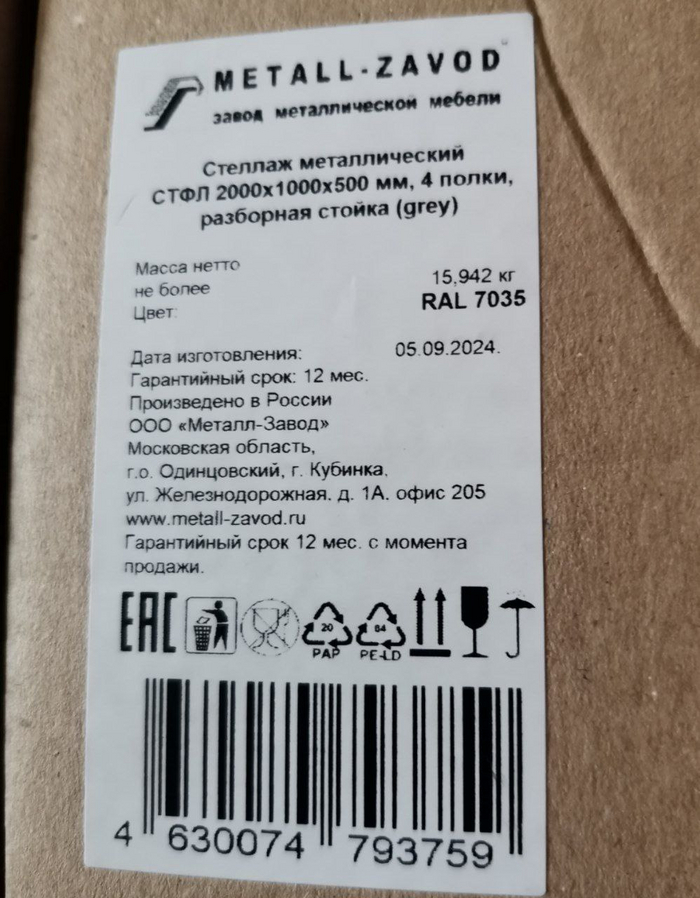 METALL-ZAVOD
завод металлической мебели
Стеллаж металлический
СТФЛ 2000х1000х500 мм, 4 полки,
разборная стойка (grey)
Масса нетто
не более 15,942 кг
Цвет: RAL 7035
Дата изготовления: 05.09.2024.
Гарантийный срок: 12 мес.
Произведено в России
ООО «Металл-Завод»
Московская область,
г.о. Одинцовский, г. Кубинка,
ул. Железнодорожная. д. 1А. офис 205
www.metall-zavod.ru
Гарантийный срок 12 мес. с момента
продажи.
EAC 20 PAP 04 PE-LD
4 630074 793759